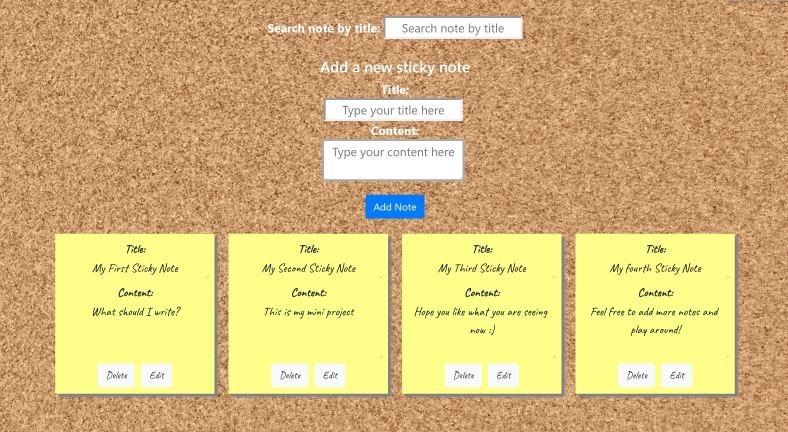 Search note by title: Search note by title
Add a new sticky note
Title:
Type your title here
Content:
Type your content here
Add Note
Title:
My First Sticky Note
Content:
What should I write?
Delete Edit
Title:
My Second Sticky Note
Content:
This is my mini project
Delete Edit
Title:
My Third Sticky Note
Content:
Hope you like what you are seeing
now :)
Delete Edit
Title:
My fourth Sticky Note
Content:
Feel free to add more notes and
play around!
Delete Edit